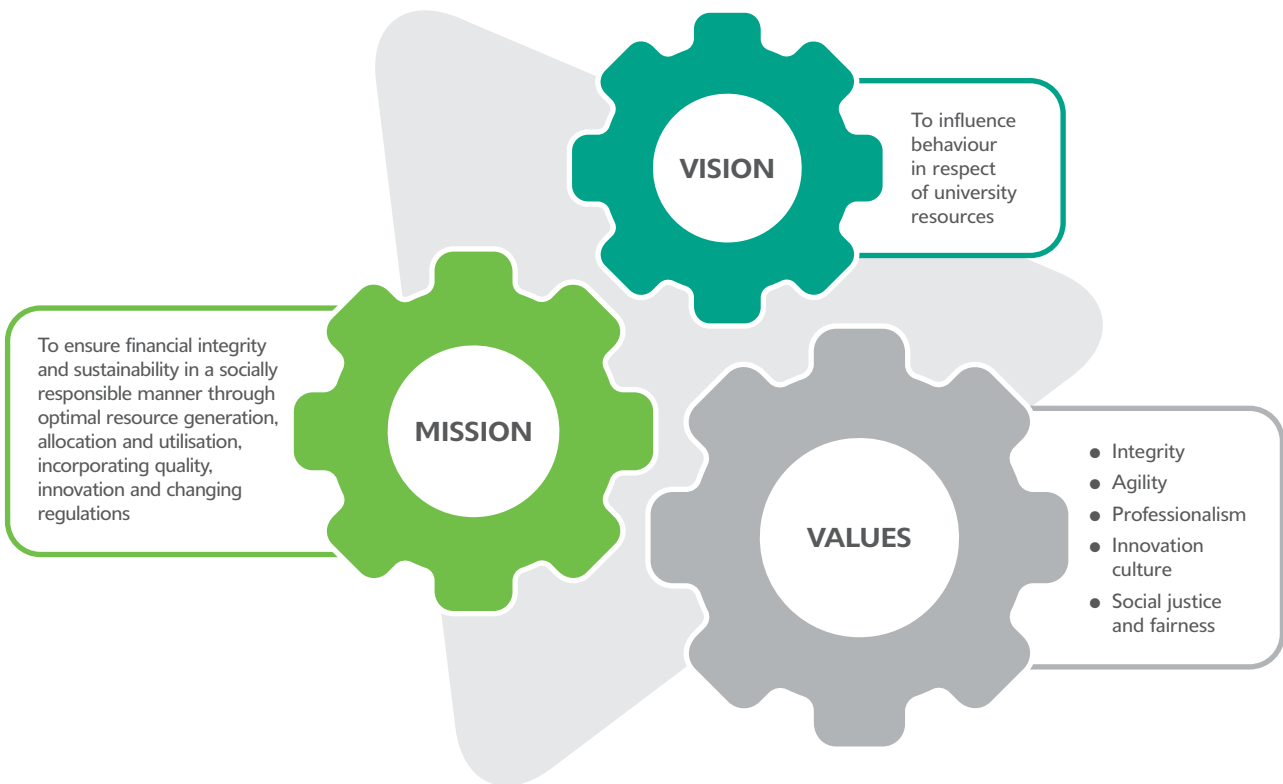 VISION
To influence
behaviour
in respect
of university
resources
MISSION
To ensure financial integrity
and sustainability in a socially
responsible manner through
optimal resource generation,
allocation and utilisation,
incorporating quality,
innovation and changing
regulations
VALUES
● Integrity
● Agility
● Professionalism
● Innovation
culture
● Social justice
and fairness